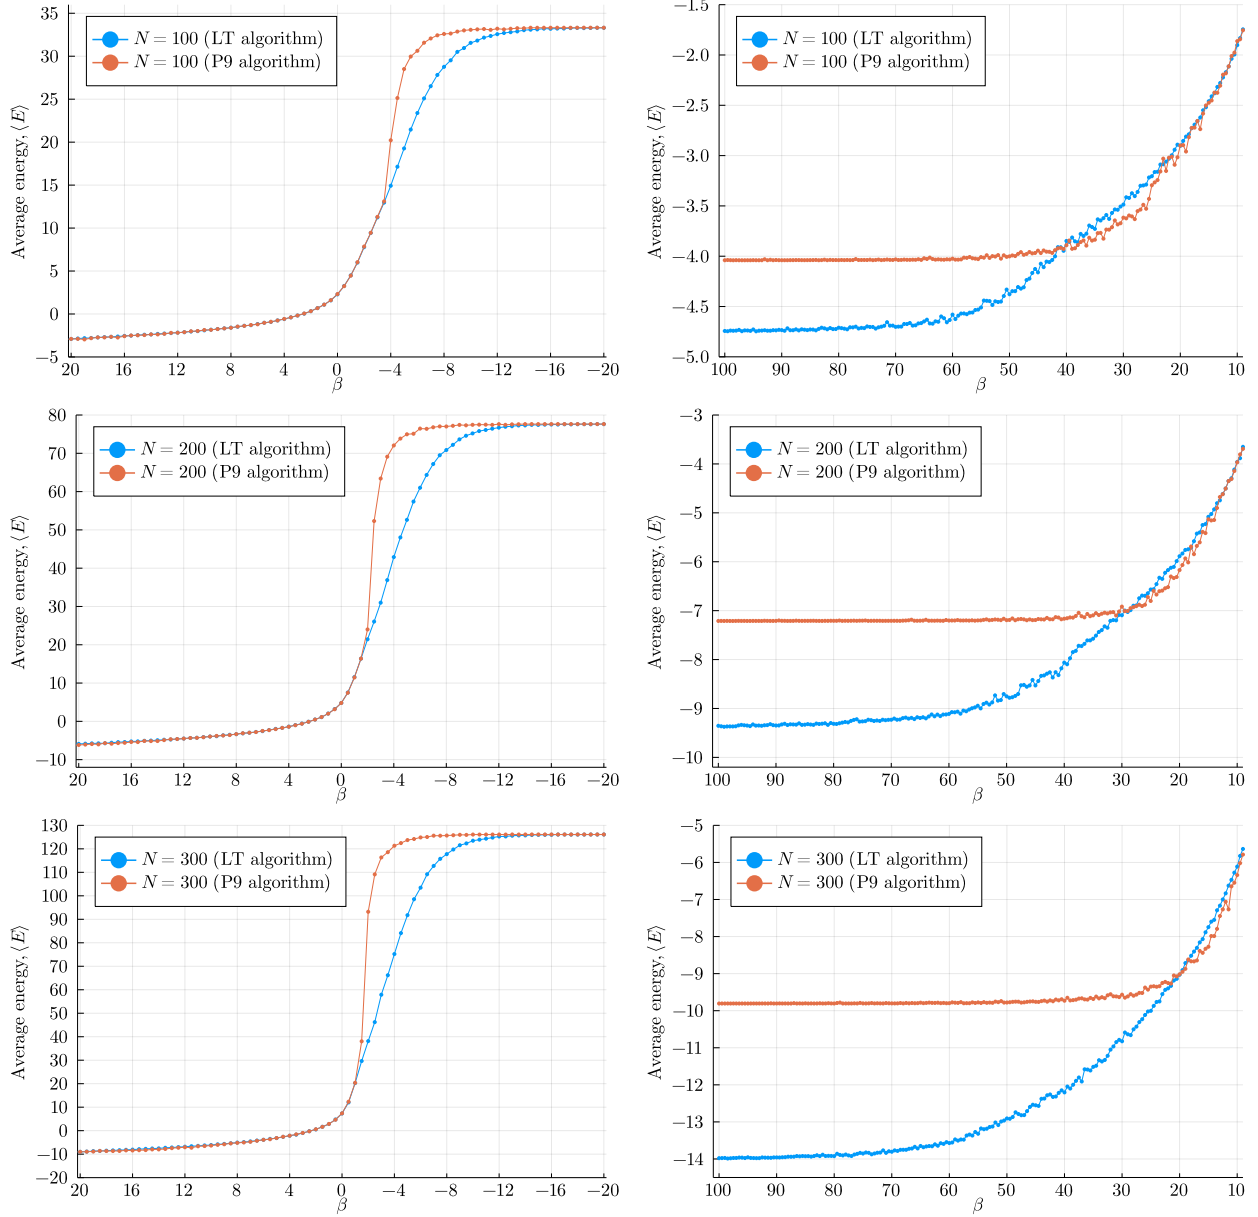 Average energy, ⟨E⟩
35
30
25
20
15
10
5
0
−5
N = 100 (LT algorithm)
N = 100 (P9 algorithm)
20 16 12 8 4 0 −4 −8 −12 −16 −20
β
Average energy, ⟨E⟩
−1.5
−2.0
−2.5
−3.0
−3.5
−4.0
−4.5
−5.0
N = 100 (LT algorithm)
N = 100 (P9 algorithm)
100 90 80 70 60 50 40 30 20 10
β
Average energy, ⟨E⟩
80
70
60
50
40
30
20
10
0
−10
N = 200 (LT algorithm)
N = 200 (P9 algorithm)
20 16 12 8 4 0 −4 −8 −12 −16 −20
β
Average energy, ⟨E⟩
−3
−4
−5
−6
−7
−8
−9
−10
N = 200 (LT algorithm)
N = 200 (P9 algorithm)
100 90 80 70 60 50 40 30 20 10
β
Average energy, ⟨E⟩
130
120
110
100
90
80
70
60
50
40
30
20
10
0
−10
−20
N = 300 (LT algorithm)
N = 300 (P9 algorithm)
20 16 12 8 4 0 −4 −8 −12 −16 −20
β
Average energy, ⟨E⟩
−5
−6
−7
−8
−9
−10
−11
−12
−13
−14
N = 300 (LT algorithm)
N = 300 (P9 algorithm)
100 90 80 70 60 50 40 30 20 10
β